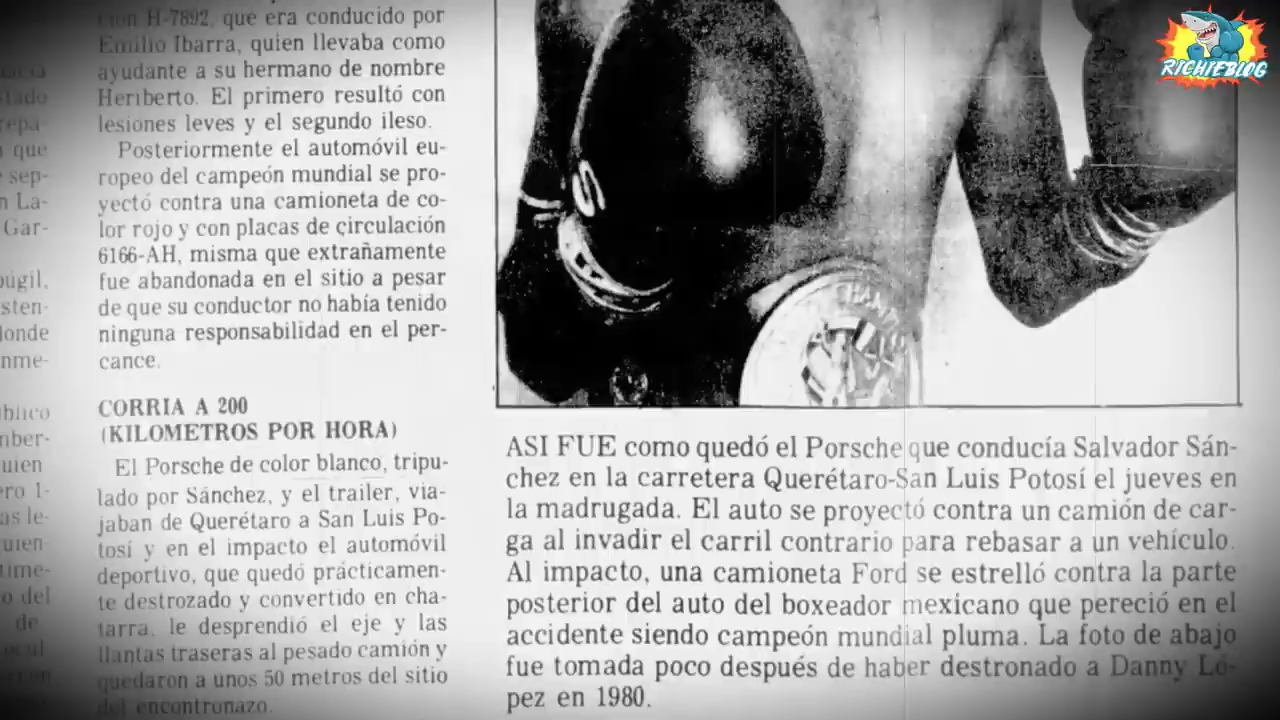 ción H-7892, que era conducido por
Emilio Ibarra, quien llevaba como
ayudante a su hermano de nombre
Heriberto. El primero resultó con
lesiones leves y el segundo ileso.
Posteriormente el automóvil eu-
ropeo del campeón mundial se pro-
yectó contra una camioneta de co-
lor rojo y con placas de circulación
6166-AH, misma que extrañamente
fue abandonada en el sitio a pesar
de que su conductor no había tenido
ninguna responsabilidad en el per-
cance.
CORRIA A 200
(KILOMETROS POR HORA)
El Porsche de color blanco, tripu-
lado por Sánchez, y el trailer, via-
jaban de Querétaro a San Luis Po-
tosí y en el impacto el automóvil
deportivo, que quedó prácticamen-
te destrozado y convertido en cha-
tarra, le desprendió el eje y las
llantas traseras al pesado camión y
quedaron a unos 50 metros del sitio
del encontronazo.
ASI FUE como quedó el Porsche que conducía Salvador Sán-
chez en la carretera Querétaro-San Luis Potosí el jueves en
la madrugada. El auto se proyectó contra un camión de car-
ga al invadir el carril contrario para rebasar a un vehículo.
Al impacto, una camioneta Ford se estrelló contra la parte
posterior del auto del boxeador mexicano que pereció en el
accidente siendo campeón mundial pluma. La foto de abajo
fue tomada poco después de haber destronado a Danny Ló-
pez en 1980.
RICHIEBLOG